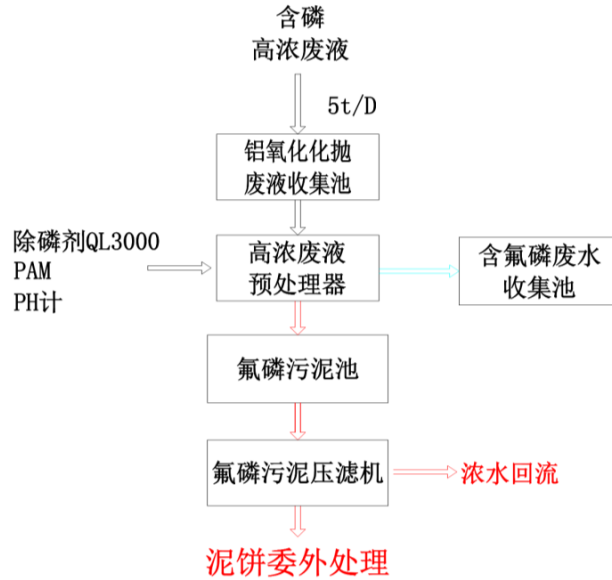 含磷
高浓废液
5t/D
铝氧化化抛
废液收集池
除磷剂QL3000
PAM
PH计
高浓废液
预处理器
含氟磷废水
收集池
氟磷污泥池
氟磷污泥压滤机
浓水回流
泥饼委外处理